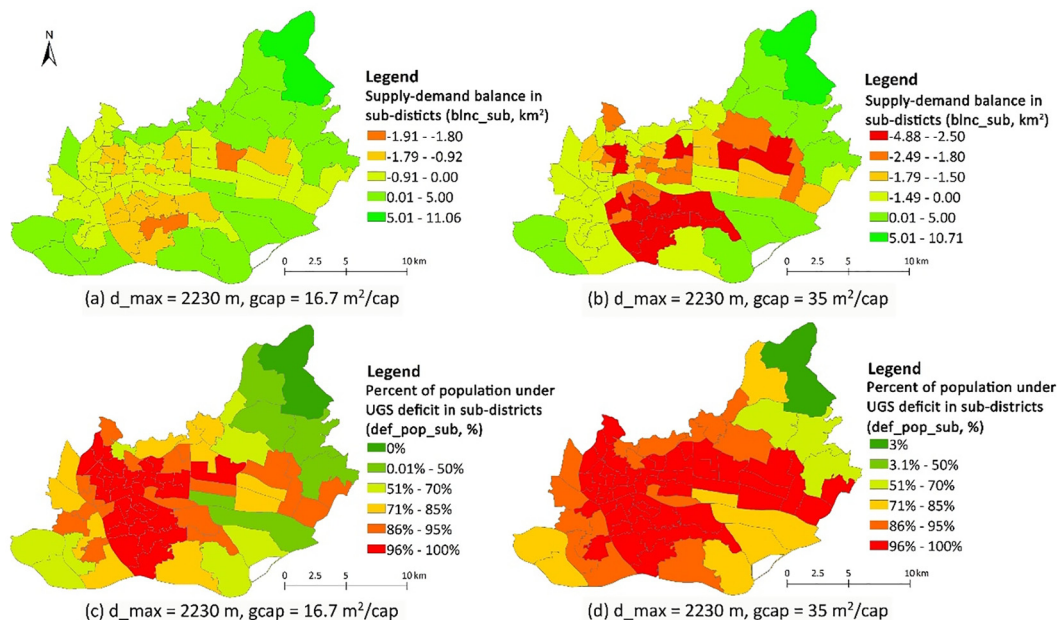 N
Legend
Supply-demand balance in
sub-disticts (blnc_sub, km²)
-1.91 - -1.80
-1.79 - -0.92
-0.91 - 0.00
0.01 - 5.00
5.01 - 11.06
0 2.5 5 10 km
(a) d_max = 2230 m, gcap = 16.7 m²/cap
Legend
Supply-demand balance in
sub-districts (blnc_sub, km²)
-4.88 - -2.50
-2.49 - -1.80
-1.79 - -1.50
-1.49 - 0.00
0.01 - 5.00
5.01 - 10.71
0 2.5 5 10 km
(b) d_max = 2230 m, gcap = 35 m²/cap
Legend
Percent of population under
UGS deficit in sub-districts
(def_pop_sub, %)
0%
0.01% - 50%
51% - 70%
71% - 85%
86% - 95%
96% - 100%
0 2.5 5 10 km
(c) d_max = 2230 m, gcap = 16.7 m²/cap
Legend
Percent of population under
UGS deficit in sub-districts
(def_pop_sub, %)
3%
3.1% - 50%
51% - 70%
71% - 85%
86% - 95%
96% - 100%
0 2.5 5 10 km
(d) d_max = 2230 m, gcap = 35 m²/cap